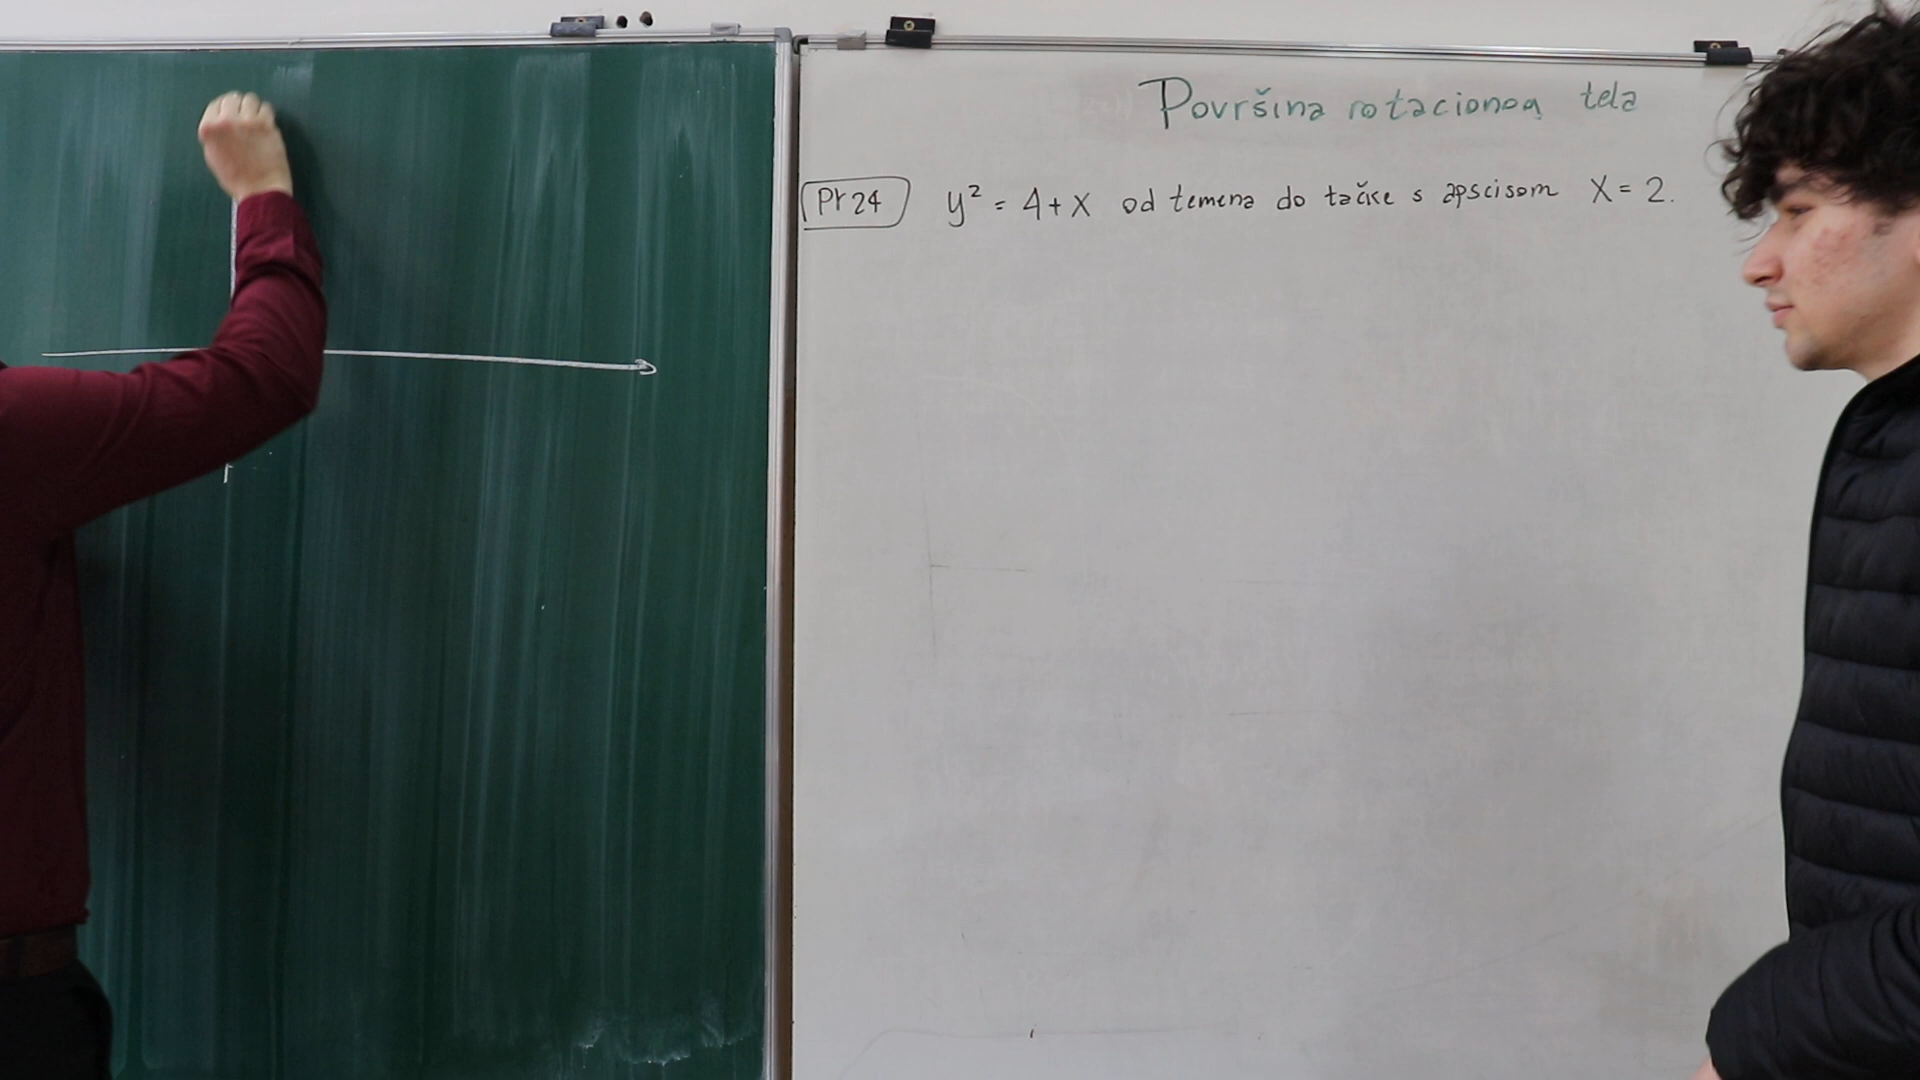 Površina rotacionog tela
Pr 24 y² = 4 + x od temena do tačke s apscisom X = 2.